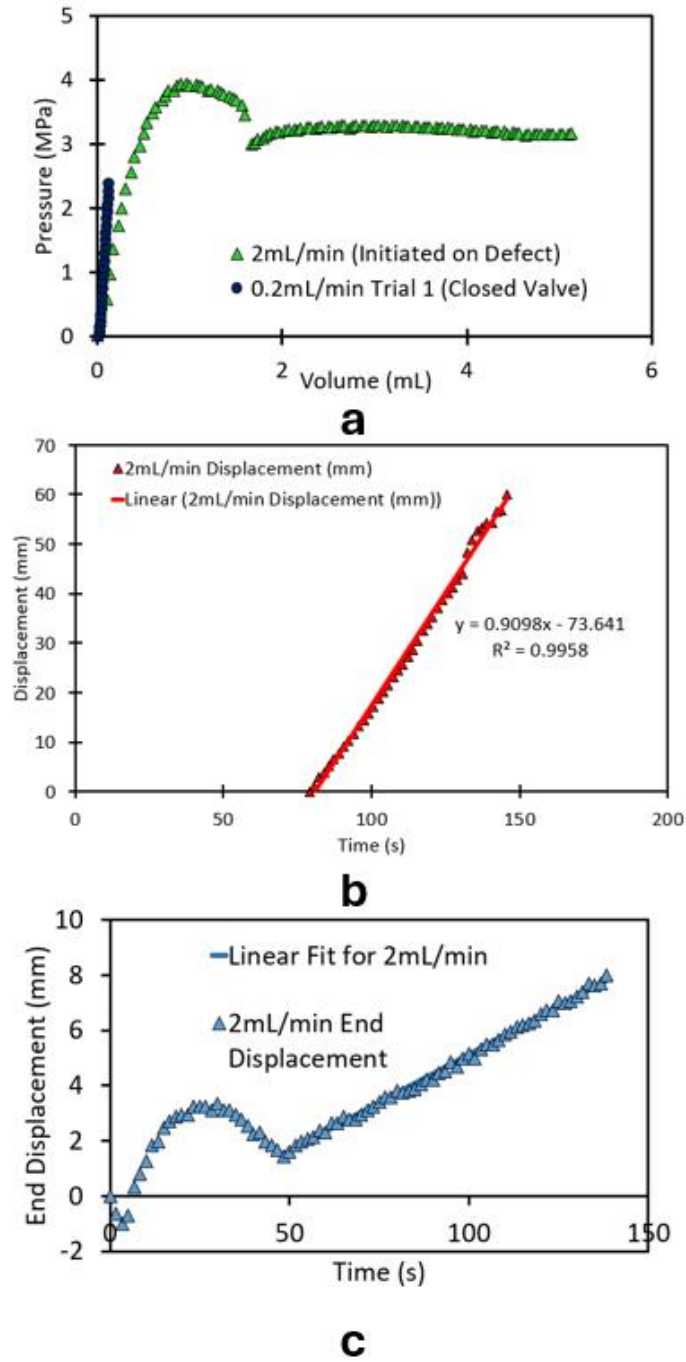 5
4
3
2
1
0
Pressure (MPa)
2mL/min (Initiated on Defect)
0.2mL/min Trial 1 (Closed Valve)
0 2 4 6
Volume (mL)
a
70
60
50
40
30
20
10
0
Displacement (mm)
2mL/min Displacement (mm)
Linear (2mL/min Displacement (mm))
y = 0.9098x - 73.641
R² = 0.9958
0 50 100 150 200
Time (s)
b
10
8
6
4
2
0
-2
End Displacement (mm)
Linear Fit for 2mL/min
2mL/min End
Displacement
0 50 100 150
Time (s)
c